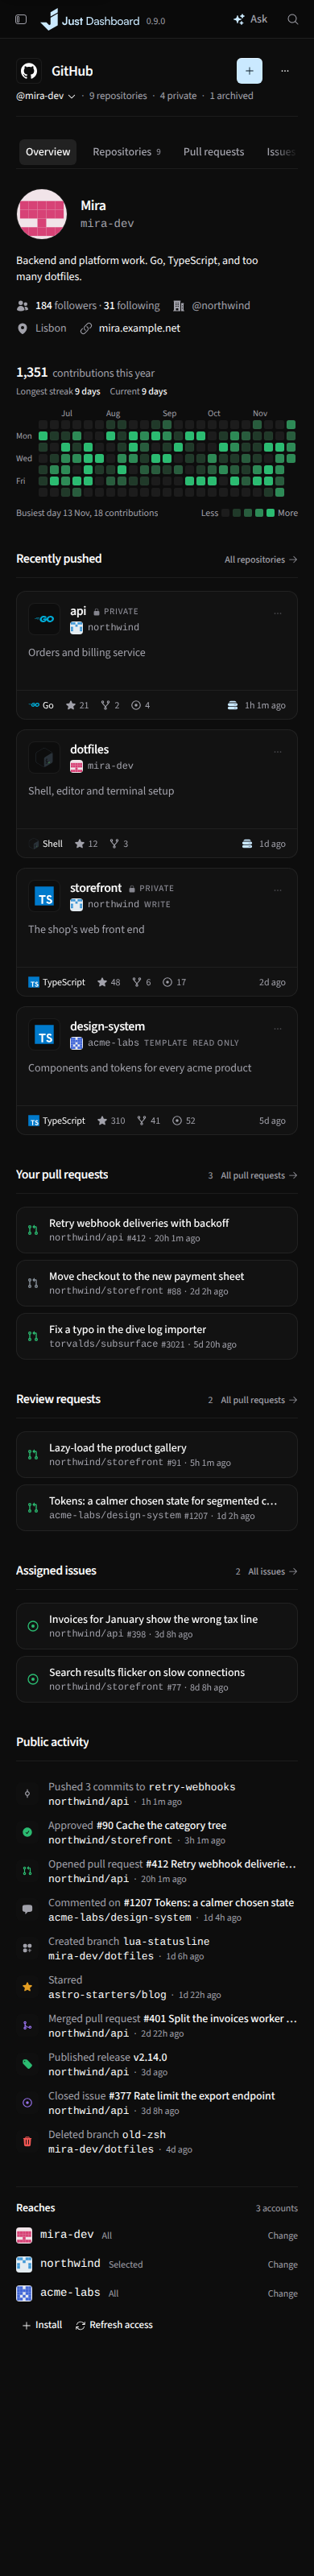 Just Dashboard 0.9.0 Ask
GitHub
@mira-dev · 9 repositories · 4 private · 1 archived
Overview Repositories 9 Pull requests Issues
Mira
mira-dev
Backend and platform work. Go, TypeScript, and too
many dotfiles.
184 followers · 31 following @northwind
Lisbon mira.example.net
1,351 contributions this year
Longest streak 9 days Current 9 days
Jul Aug Sep Oct Nov
Mon
Wed
Fri
Busiest day 13 Nov, 18 contributions Less More
Recently pushed All repositories
api PRIVATE
northwind
Orders and billing service
Go 21 2 4 1h 1m ago
dotfiles
mira-dev
Shell, editor and terminal setup
Shell 12 3 1d ago
storefront PRIVATE
northwind WRITE
The shop's web front end
TS TypeScript 48 6 17 2d ago
design-system
acme-labs TEMPLATE READ ONLY
Components and tokens for every acme product
TS TypeScript 310 41 52 5d ago
Your pull requests 3 All pull requests
Retry webhook deliveries with backoff
northwind/api #412 · 20h 1m ago
Move checkout to the new payment sheet
northwind/storefront #88 · 2d 2h ago
Fix a typo in the dive log importer
torvalds/subsurface #3021 · 5d 20h ago
Review requests 2 All pull requests
Lazy-load the product gallery
northwind/storefront #91 · 5h 1m ago
Tokens: a calmer chosen state for segmented c…
acme-labs/design-system #1207 · 1d 2h ago
Assigned issues 2 All issues
Invoices for January show the wrong tax line
northwind/api #398 · 3d 8h ago
Search results flicker on slow connections
northwind/storefront #77 · 8d 8h ago
Public activity
Pushed 3 commits to retry-webhooks
northwind/api · 1h 1m ago
Approved #90 Cache the category tree
northwind/storefront · 3h 1m ago
Opened pull request #412 Retry webhook deliverie…
northwind/api · 20h 1m ago
Commented on #1207 Tokens: a calmer chosen state
acme-labs/design-system · 1d 4h ago
Created branch lua-statusline
mira-dev/dotfiles · 1d 6h ago
Starred
astro-starters/blog · 1d 22h ago
Merged pull request #401 Split the invoices worker …
northwind/api · 2d 22h ago
Published release v2.14.0
northwind/api · 3d ago
Closed issue #377 Rate limit the export endpoint
northwind/api · 3d 8h ago
Deleted branch old-zsh
mira-dev/dotfiles · 4d ago
Reaches 3 accounts
mira-dev All Change
northwind Selected Change
acme-labs All Change
Install Refresh access